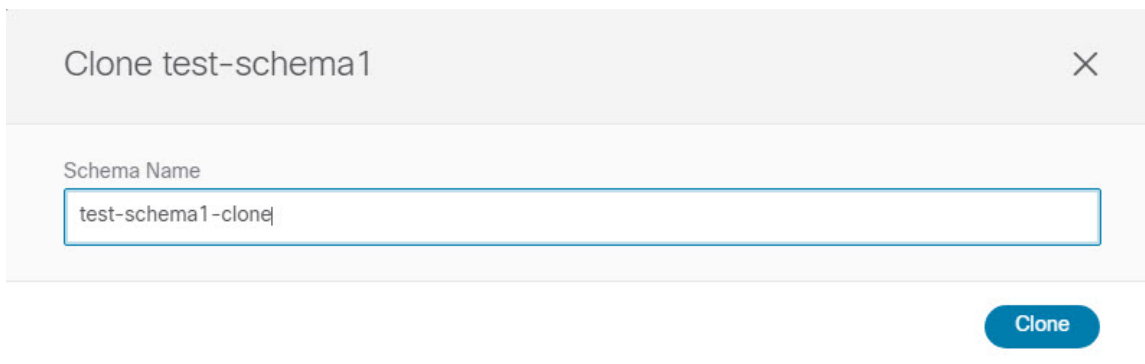 Clone test-schema1
Schema Name
test-schema1-clone
Clone